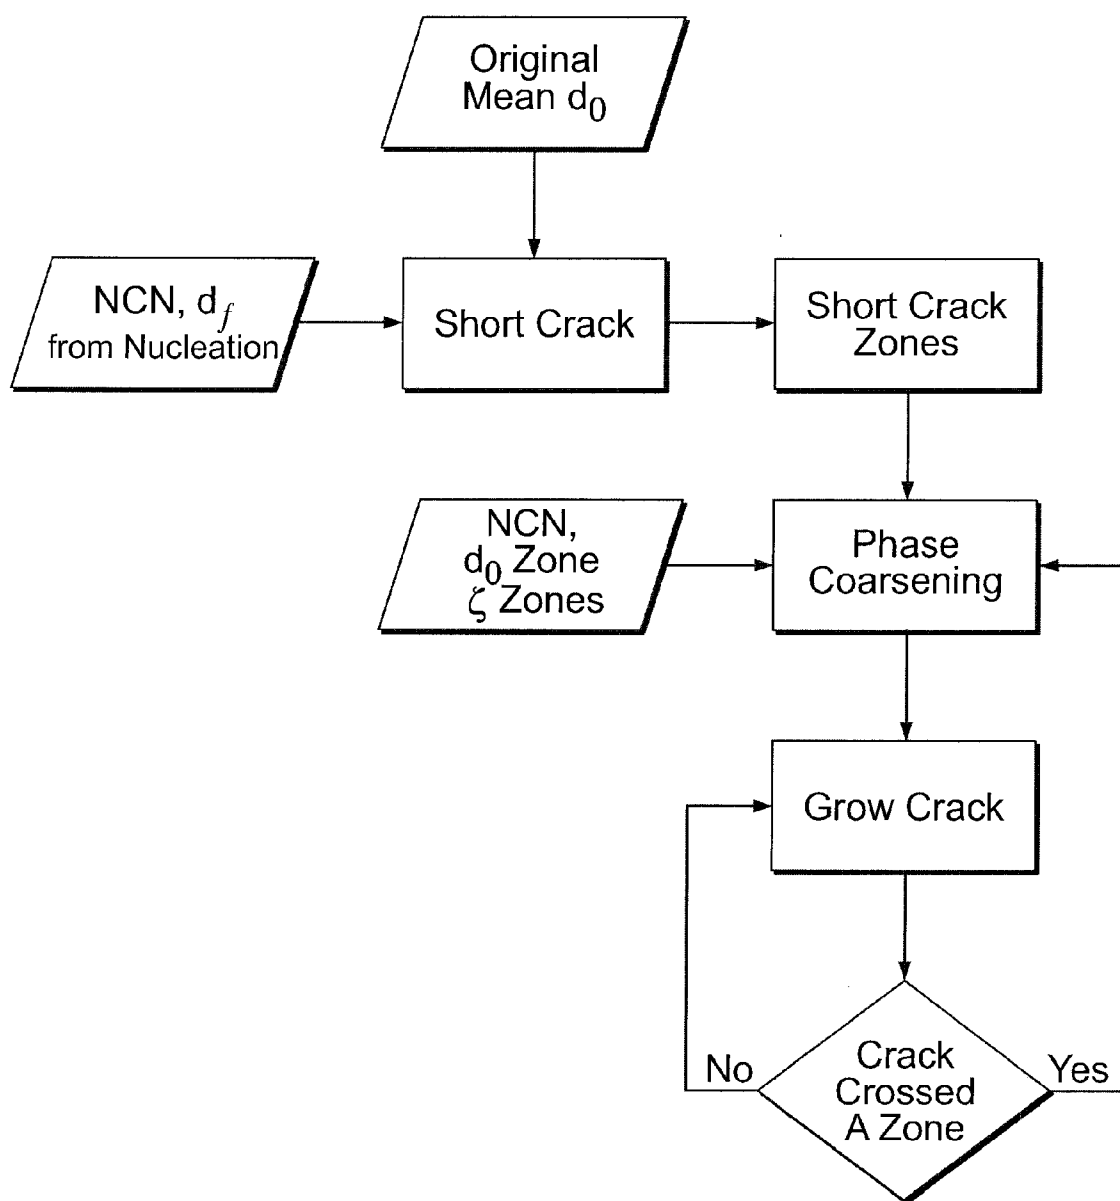 Original
Mean d₀
NCN, d_f
from Nucleation
Short Crack
Short Crack
Zones
NCN,
d₀ Zone
ζ Zones
Phase
Coarsening
Grow Crack
No
Crack
Crossed
A Zone
Yes